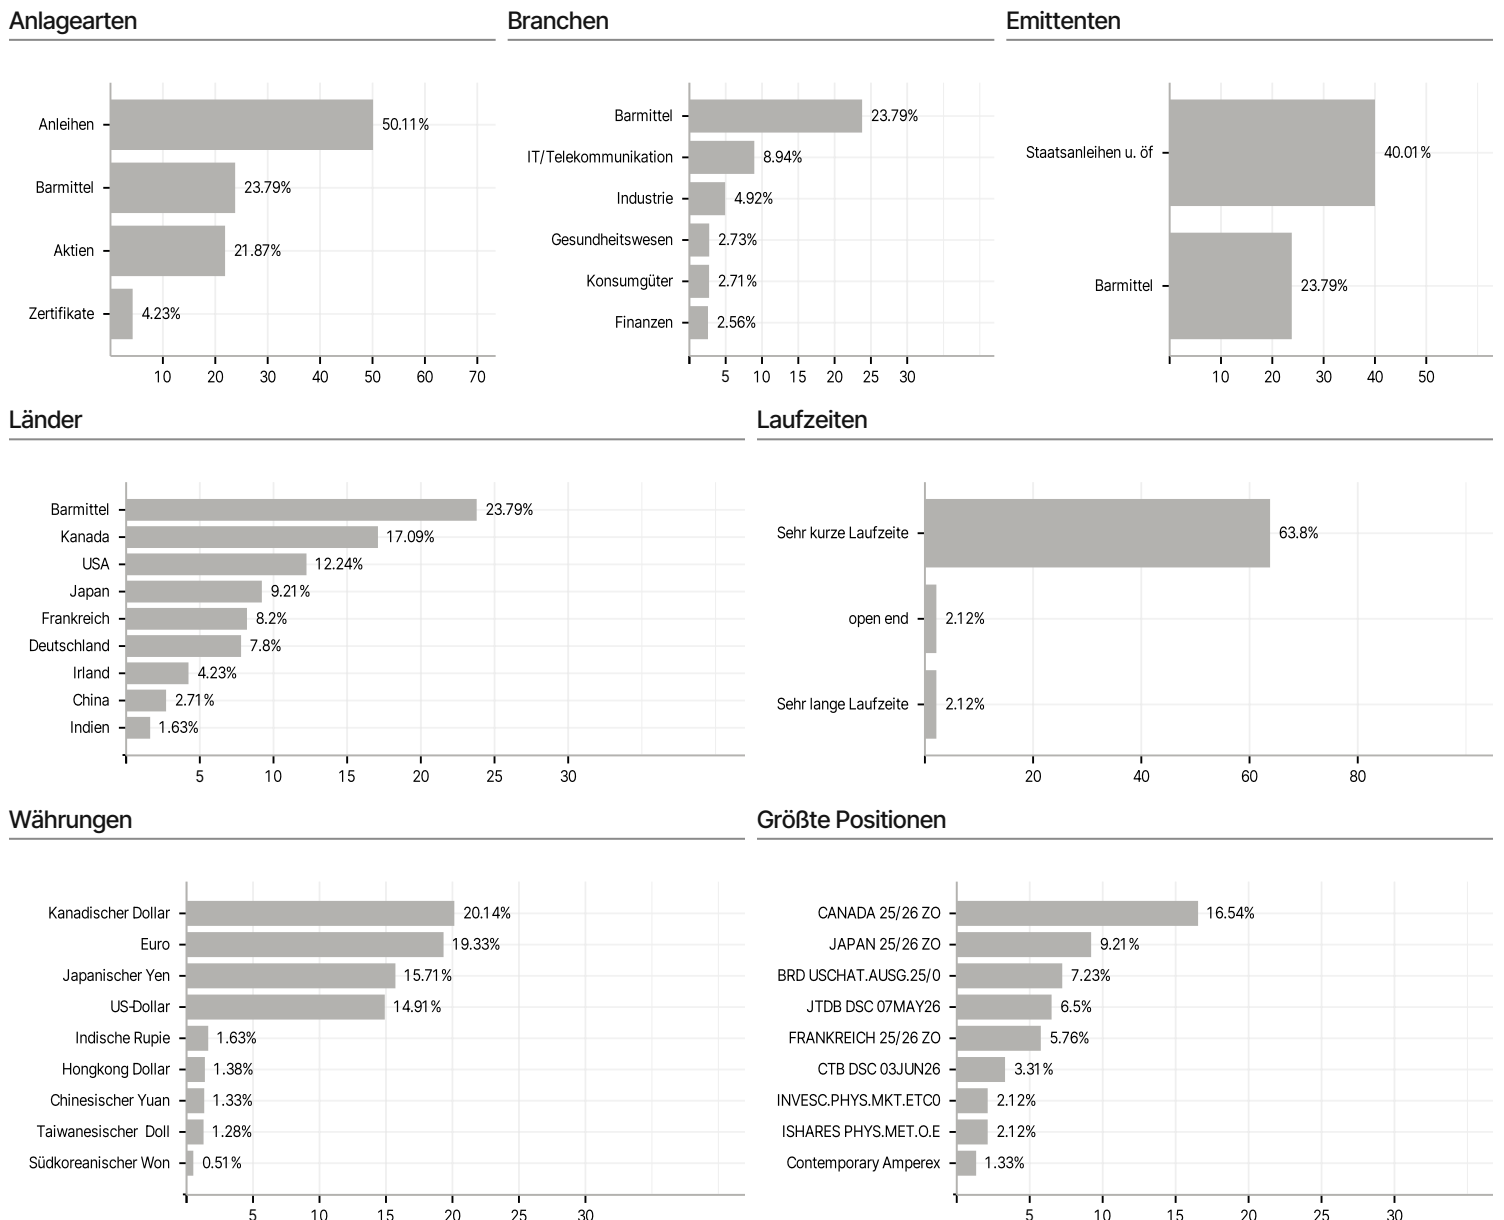 Anlagearten
Anleihen 50.11%
Barmittel 23.79%
Aktien 21.87%
Zertifikate 4.23%
10 20 30 40 50 60 70
Branchen
Barmittel 23.79%
IT/Telekommunikation 8.94%
Industrie 4.92%
Gesundheitswesen 2.73%
Konsumgüter 2.71%
Finanzen 2.56%
5 10 15 20 25 30
Emittenten
Staatsanleihen u. öf 40.01%
Barmittel 23.79%
10 20 30 40 50
Länder
Barmittel 23.79%
Kanada 17.09%
USA 12.24%
Japan 9.21%
Frankreich 8.2%
Deutschland 7.8%
Irland 4.23%
China 2.71%
Indien 1.63%
5 10 15 20 25 30
Laufzeiten
Sehr kurze Laufzeite 63.8%
open end 2.12%
Sehr lange Laufzeite 2.12%
20 40 60 80
Währungen
Kanadischer Dollar 20.14%
Euro 19.33%
Japanischer Yen 15.71%
US-Dollar 14.91%
Indische Rupie 1.63%
Hongkong Dollar 1.38%
Chinesischer Yuan 1.33%
Taiwanesischer Doll 1.28%
Südkoreanischer Won 0.51%
5 10 15 20 25 30
Größte Positionen
CANADA 25/26 ZO 16.54%
JAPAN 25/26 ZO 9.21%
BRD USCHAT.AUSG.25/0 7.23%
JTDB DSC 07MAY26 6.5%
FRANKREICH 25/26 ZO 5.76%
CTB DSC 03JUN26 3.31%
INVESC.PHYS.MKT.ETC0 2.12%
ISHARES PHYS.MET.O.E 2.12%
Contemporary Amperex 1.33%
5 10 15 20 25 30